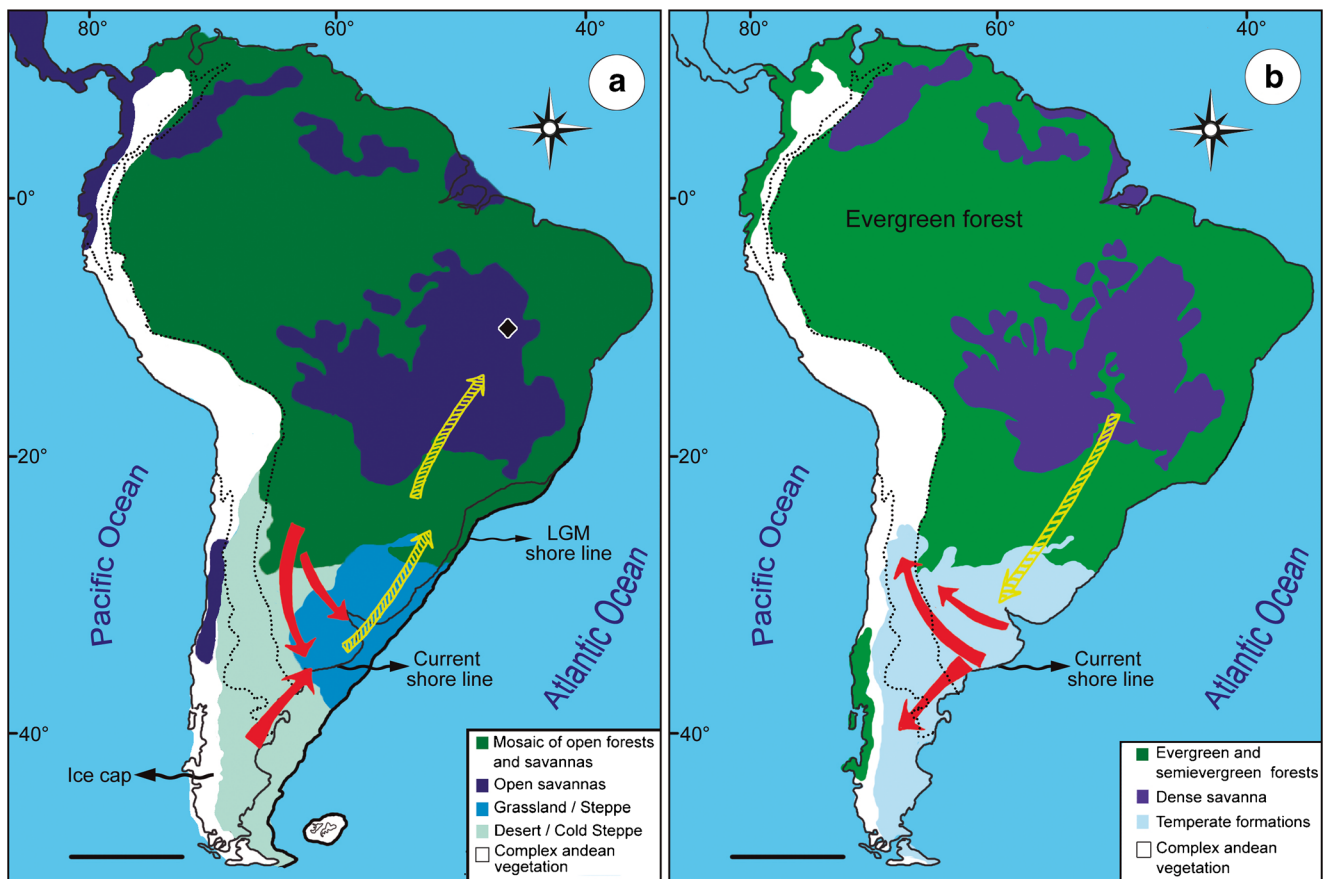 80°
60°
40°
a
0°
20°
40°
Pacific Ocean
Atlantic Ocean
LGM
shore line
Current
shore line
Ice cap
Mosaic of open forests
and savannas
Open savannas
Grassland / Steppe
Desert / Cold Steppe
Complex andean
vegetation
80°
60°
40°
b
0°
Evergreen forest
20°
40°
Pacific Ocean
Atlantic Ocean
Current
shore line
Evergreen and
semievergreen forests
Dense savanna
Temperate formations
Complex andean
vegetation